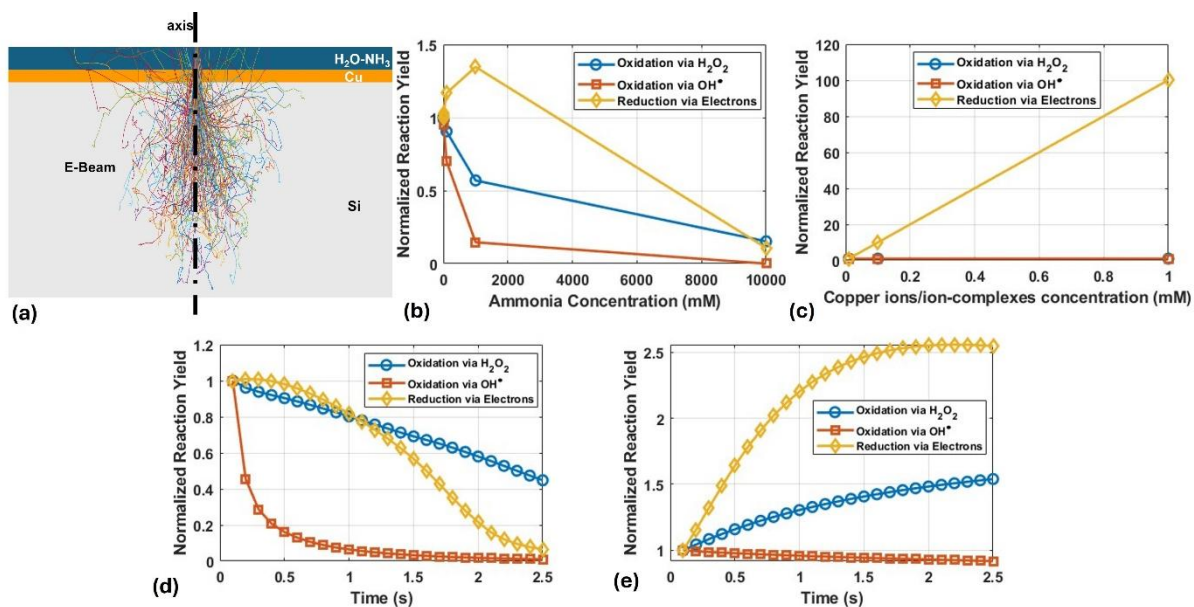 axis
H₂O-NH₃
Cu
E-Beam
Si
(a)
Normalized Reaction Yield
1.5
1
0.5
0
Oxidation via H₂O₂
Oxidation via OH•
Reduction via Electrons
0 2000 4000 6000 8000 10000
Ammonia Concentration (mM)
(b)
Normalized Reaction Yield
120
100
80
60
40
20
0
Oxidation via H₂O₂
Oxidation via OH•
Reduction via Electrons
0 0.2 0.4 0.6 0.8 1
Copper ions/ion-complexes concentration (mM)
(c)
Normalized Reaction Yield
1.2
1
0.8
0.6
0.4
0.2
0
Oxidation via H₂O₂
Oxidation via OH•
Reduction via Electrons
0 0.5 1 1.5 2 2.5
Time (s)
(d)
Normalized Reaction Yield
2.5
2
1.5
1
Oxidation via H₂O₂
Oxidation via OH•
Reduction via Electrons
0 0.5 1 1.5 2 2.5
Time (s)
(e)